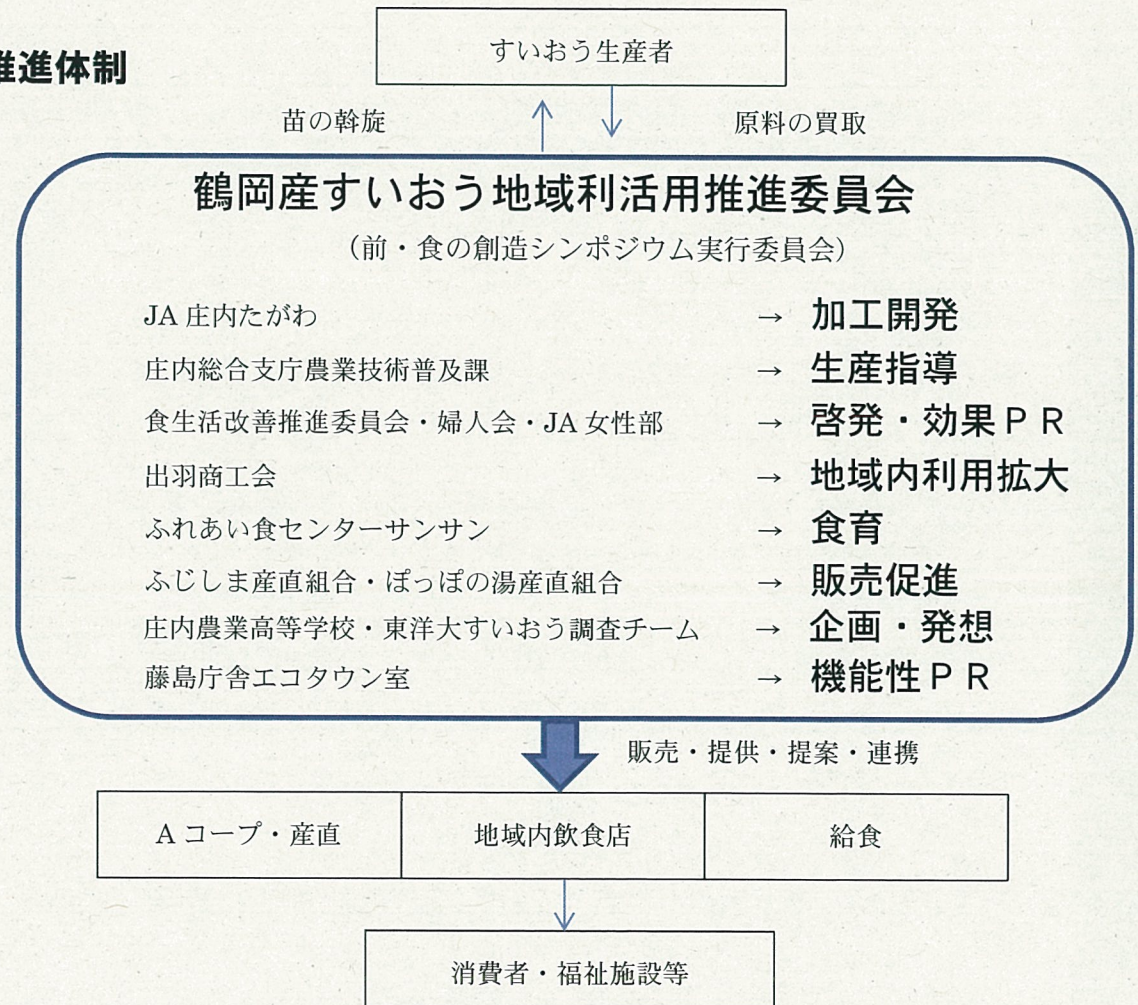 推進体制
すいおう生産者
苗の斡旋
原料の買取
鶴岡産すいおう地域利活用推進委員会
（前・食の創造シンポジウム実行委員会）
JA 庄内たがわ → 加工開発
庄内総合支庁農業技術普及課 → 生産指導
食生活改善推進委員会・婦人会・JA 女性部 → 啓発・効果ＰＲ
出羽商工会 → 地域内利用拡大
ふれあい食センターサンサン → 食育
ふじしま産直組合・ぽっぽの湯産直組合 → 販売促進
庄内農業高等学校・東洋大すいおう調査チーム → 企画・発想
藤島庁舎エコタウン室 → 機能性ＰＲ
販売・提供・提案・連携
A コープ・産直
地域内飲食店
給食
消費者・福祉施設等